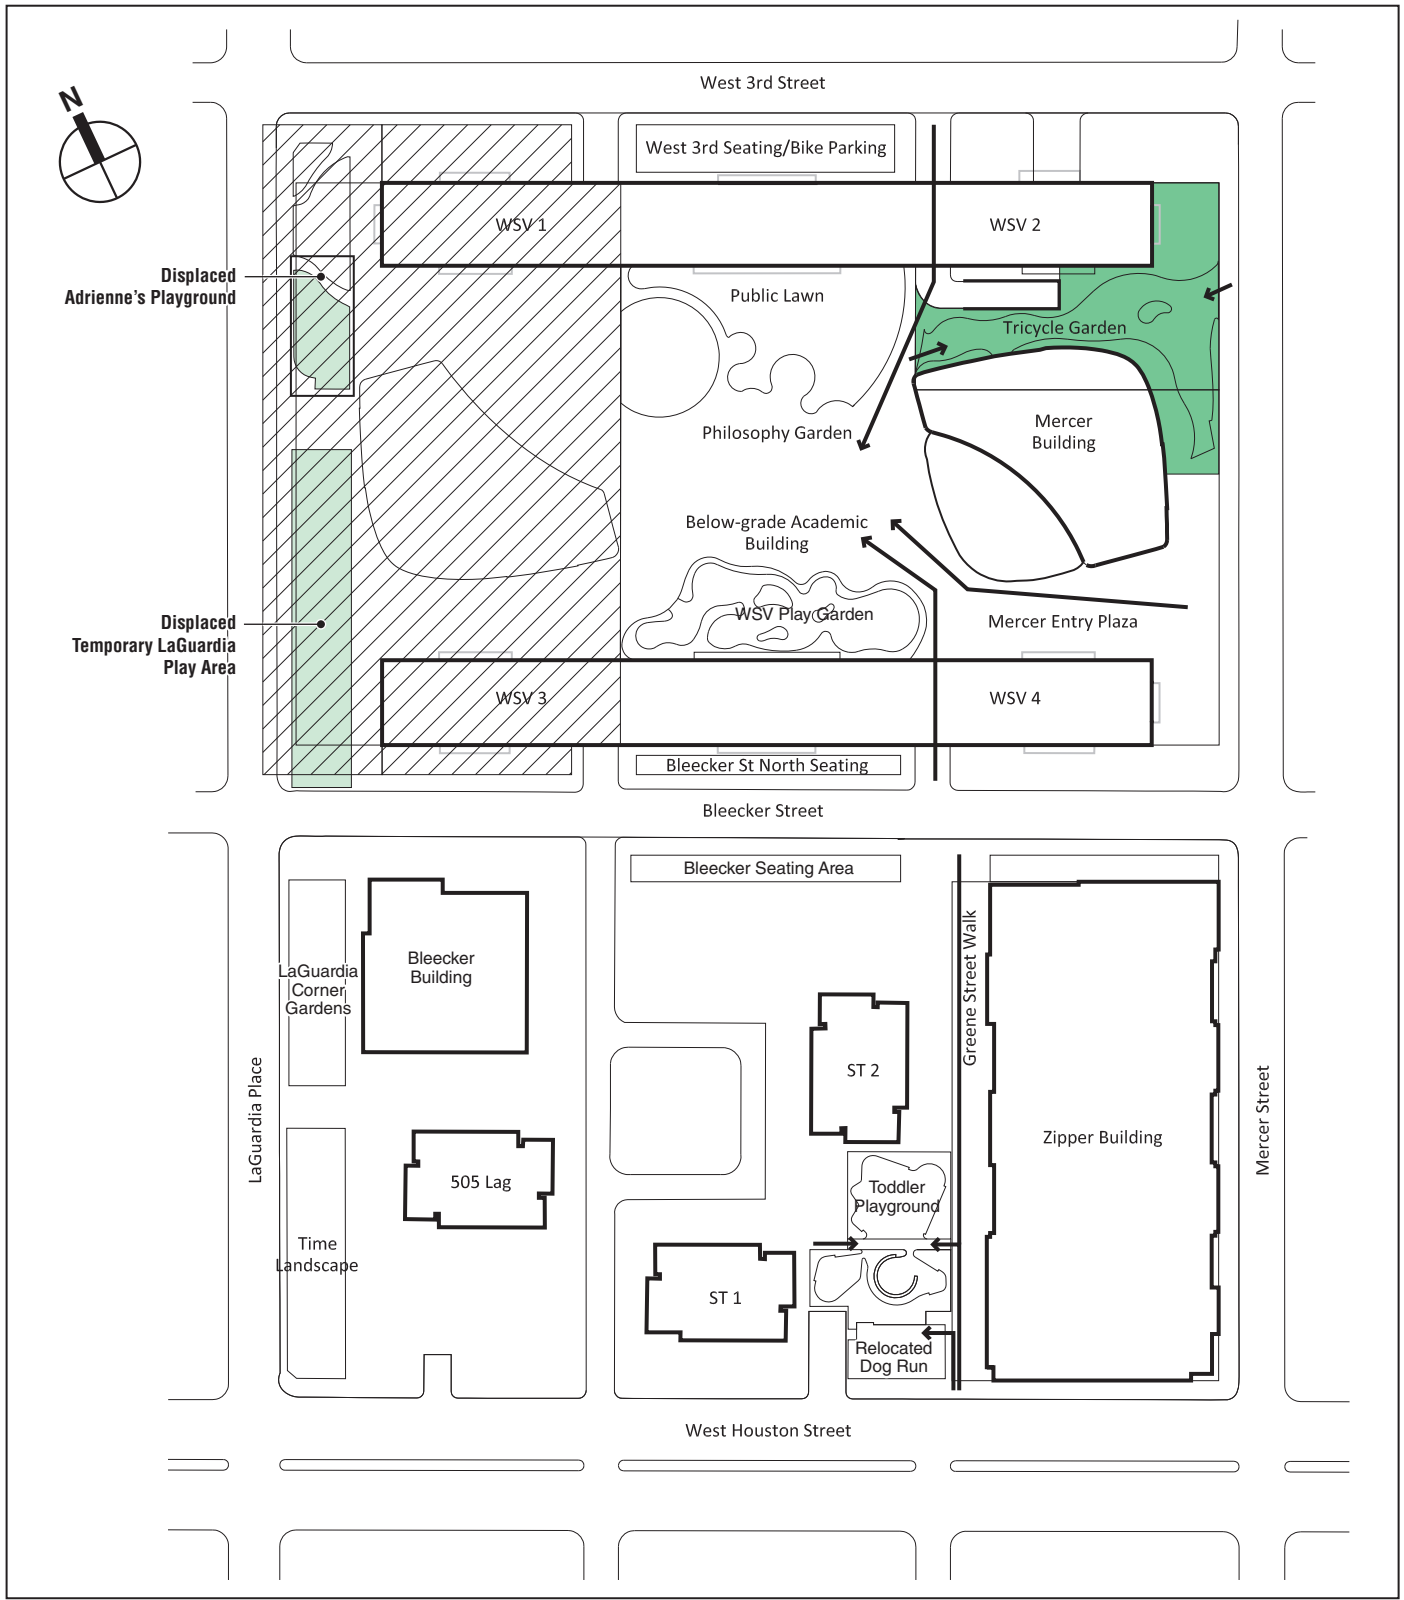 West 3rd Street
N
West 3rd Seating/Bike Parking
WSV 1
WSV 2
Displaced
Adrienne's Playground
Public Lawn
Tricycle Garden
Philosophy Garden
Mercer
Building
Below-grade Academic
Building
WSV Play Garden
Mercer Entry Plaza
Displaced
Temporary LaGuardia
Play Area
WSV 3
WSV 4
Bleecker St North Seating
Bleecker Street
Bleecker Seating Area
Bleecker
Building
LaGuardia
Corner
Gardens
Greene Street Walk
ST 2
LaGuardia Place
Mercer Street
Zipper Building
505 Lag
Toddler
Playground
Time
Landscape
ST 1
Relocated
Dog Run
West Houston Street